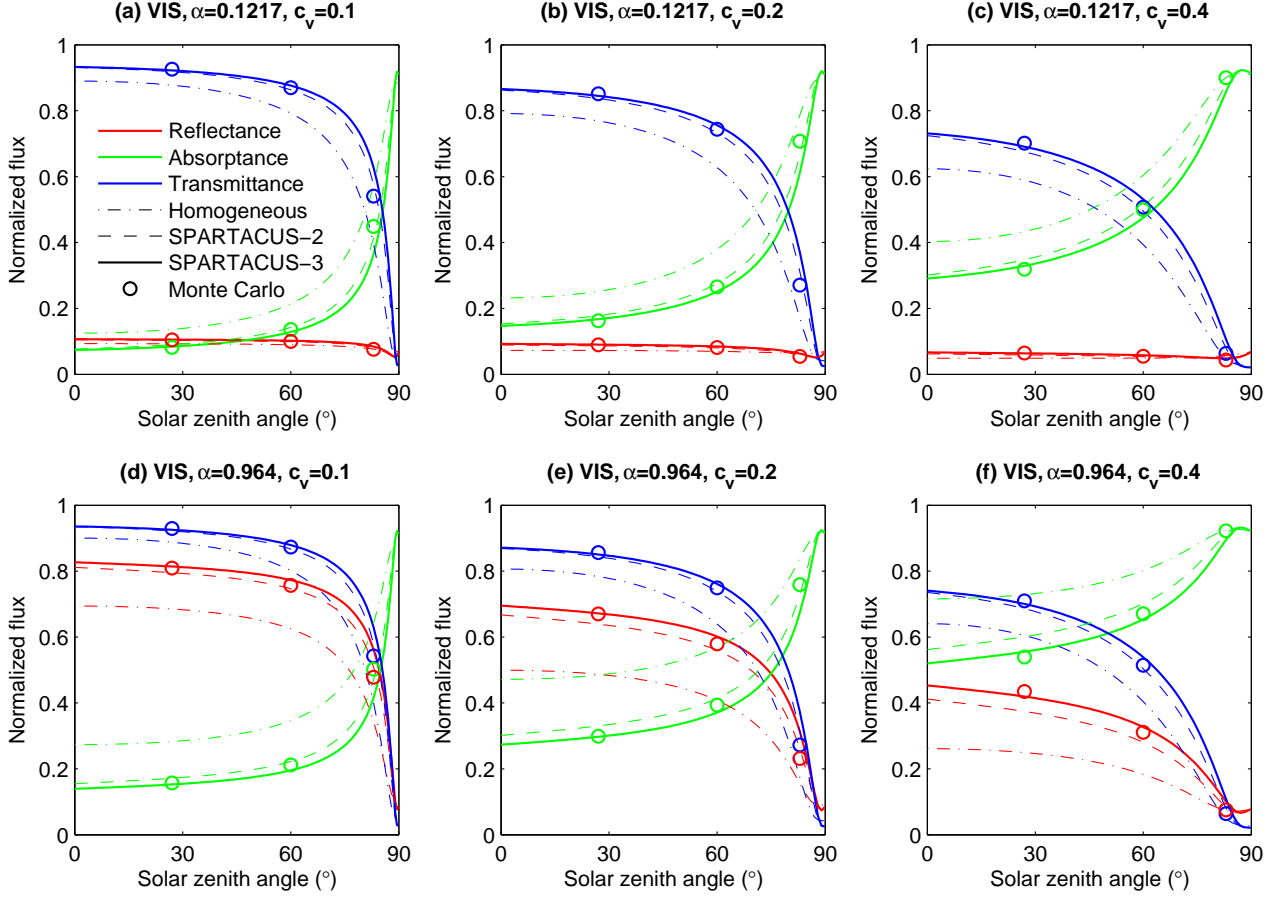 (a) VIS, α=0.1217, cv=0.1
(b) VIS, α=0.1217, cv=0.2
(c) VIS, α=0.1217, cv=0.4
Normalized flux
1
0.8
0.6
0.4
0.2
0
Reflectance
Absorptance
Transmittance
Homogeneous
SPARTACUS−2
SPARTACUS−3
Monte Carlo
0 30 60 90
Solar zenith angle (°)
Normalized flux
1
0.8
0.6
0.4
0.2
0
0 30 60 90
Solar zenith angle (°)
Normalized flux
1
0.8
0.6
0.4
0.2
0
0 30 60 90
Solar zenith angle (°)
(d) VIS, α=0.964, cv=0.1
(e) VIS, α=0.964, cv=0.2
(f) VIS, α=0.964, cv=0.4
Normalized flux
1
0.8
0.6
0.4
0.2
0
0 30 60 90
Solar zenith angle (°)
Normalized flux
1
0.8
0.6
0.4
0.2
0
0 30 60 90
Solar zenith angle (°)
Normalized flux
1
0.8
0.6
0.4
0.2
0
0 30 60 90
Solar zenith angle (°)